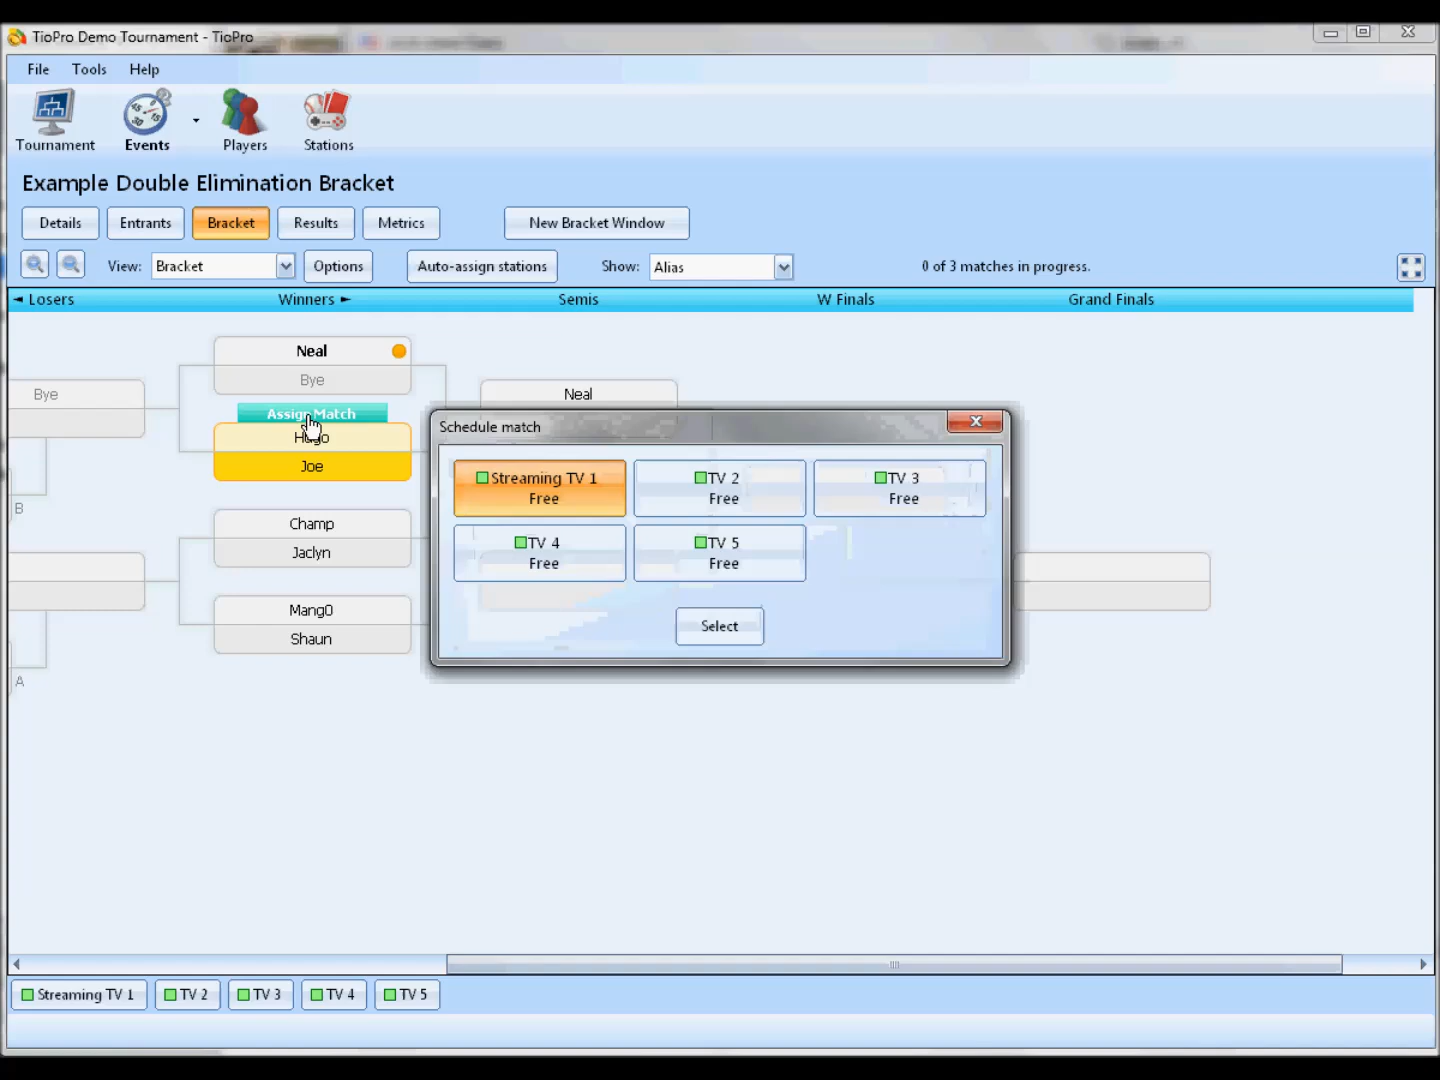 TioPro Demo Tournament - TioPro
File Tools Help
Tournament Events Players Stations
Example Double Elimination Bracket
Details Entrants Bracket Results Metrics New Bracket Window
View: Bracket Options Auto-assign stations Show: Alias 0 of 3 matches in progress.
◄ Losers Winners ► Semis W Finals Grand Finals
Neal
Bye
Bye
Neal
Assign Match
Hugo
Joe
Schedule match
Streaming TV 1
Free
TV 2
Free
TV 3
Free
TV 4
Free
TV 5
Free
Select
B
Champ
Jaclyn
Mang0
Shaun
A
Streaming TV 1 TV 2 TV 3 TV 4 TV 5